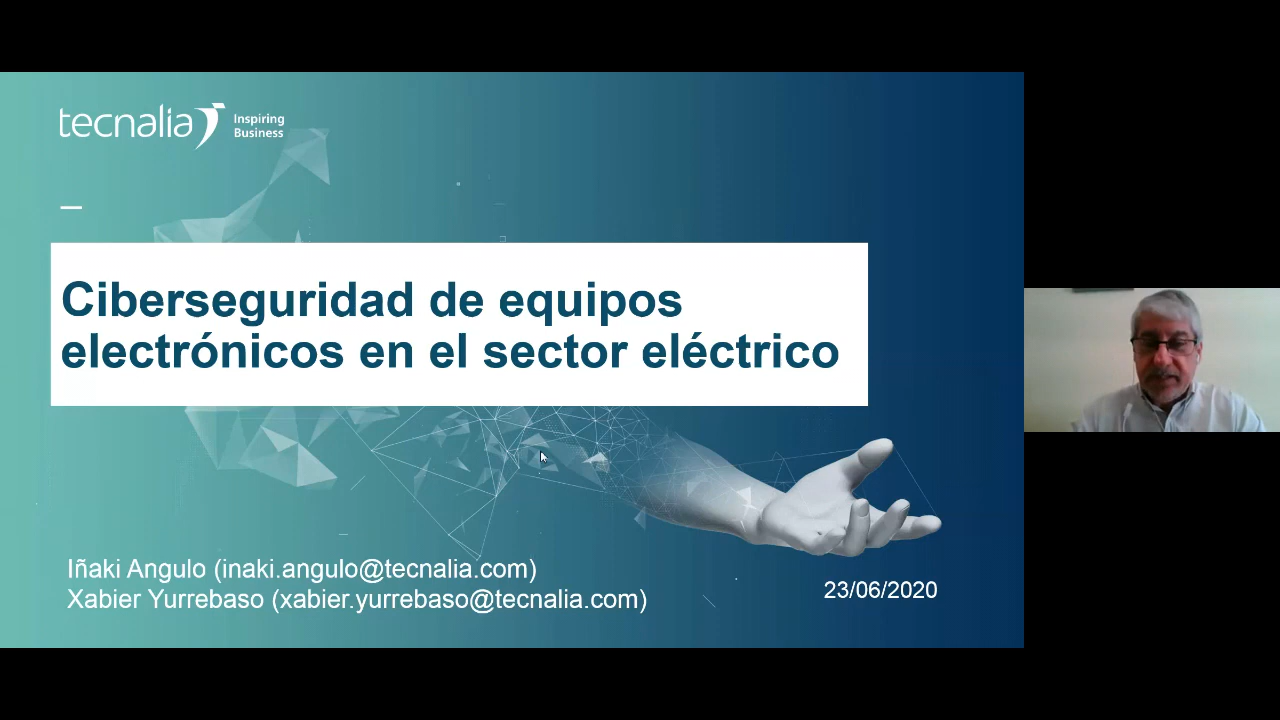 tecnalia
Inspiring
Business
Ciberseguridad de equipos
electrónicos en el sector eléctrico
Iñaki Angulo (inaki.angulo@tecnalia.com)
Xabier Yurrebaso (xabier.yurrebaso@tecnalia.com)
23/06/2020